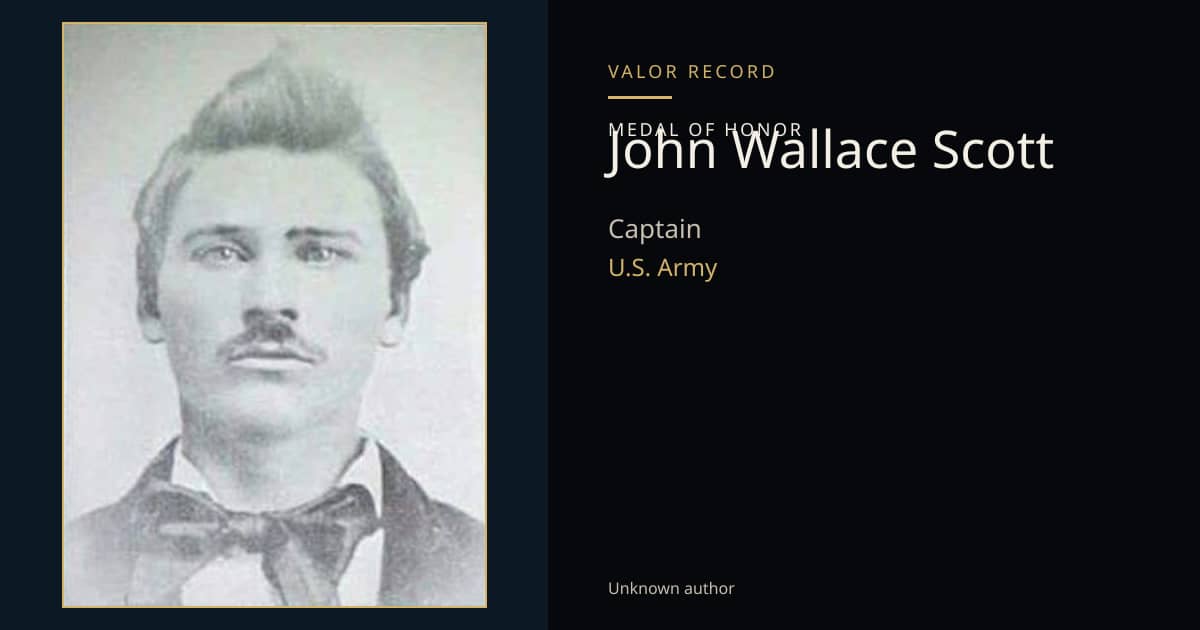 VALOR RECORD
MEDAL OF HONOR
John Wallace Scott
Captain
U.S. Army
Unknown author